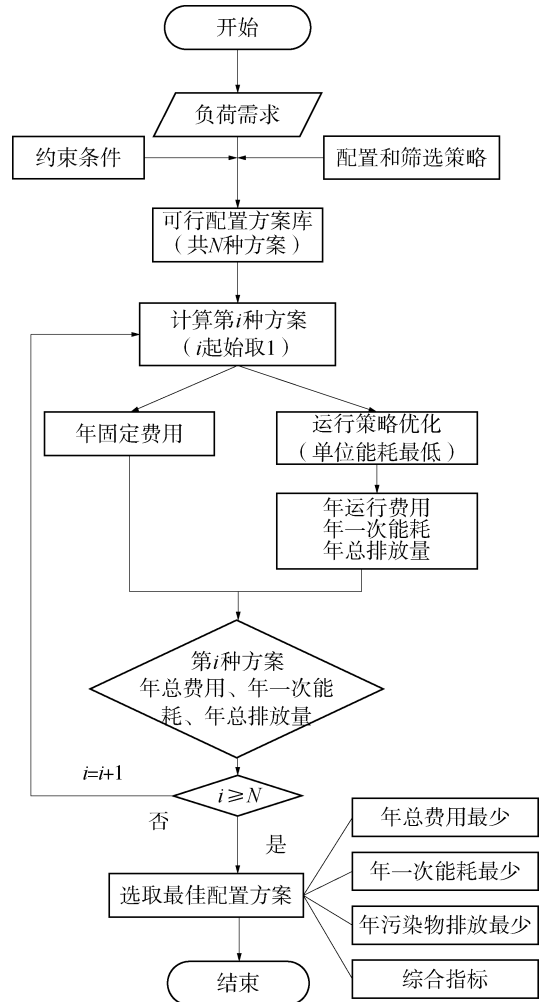 开始
负荷需求
约束条件
配置和筛选策略
可行配置方案库
（共N种方案）
计算第i种方案
（i起始取1）
年固定费用
运行策略优化
（单位能耗最低）
年运行费用
年一次能耗
年总排放量
第i种方案
年总费用、年一次能
耗、年总排放量
i=i+1
i≥N
否
是
年总费用最少
年一次能耗最少
选取最佳配置方案
年污染物排放最少
综合指标
结束